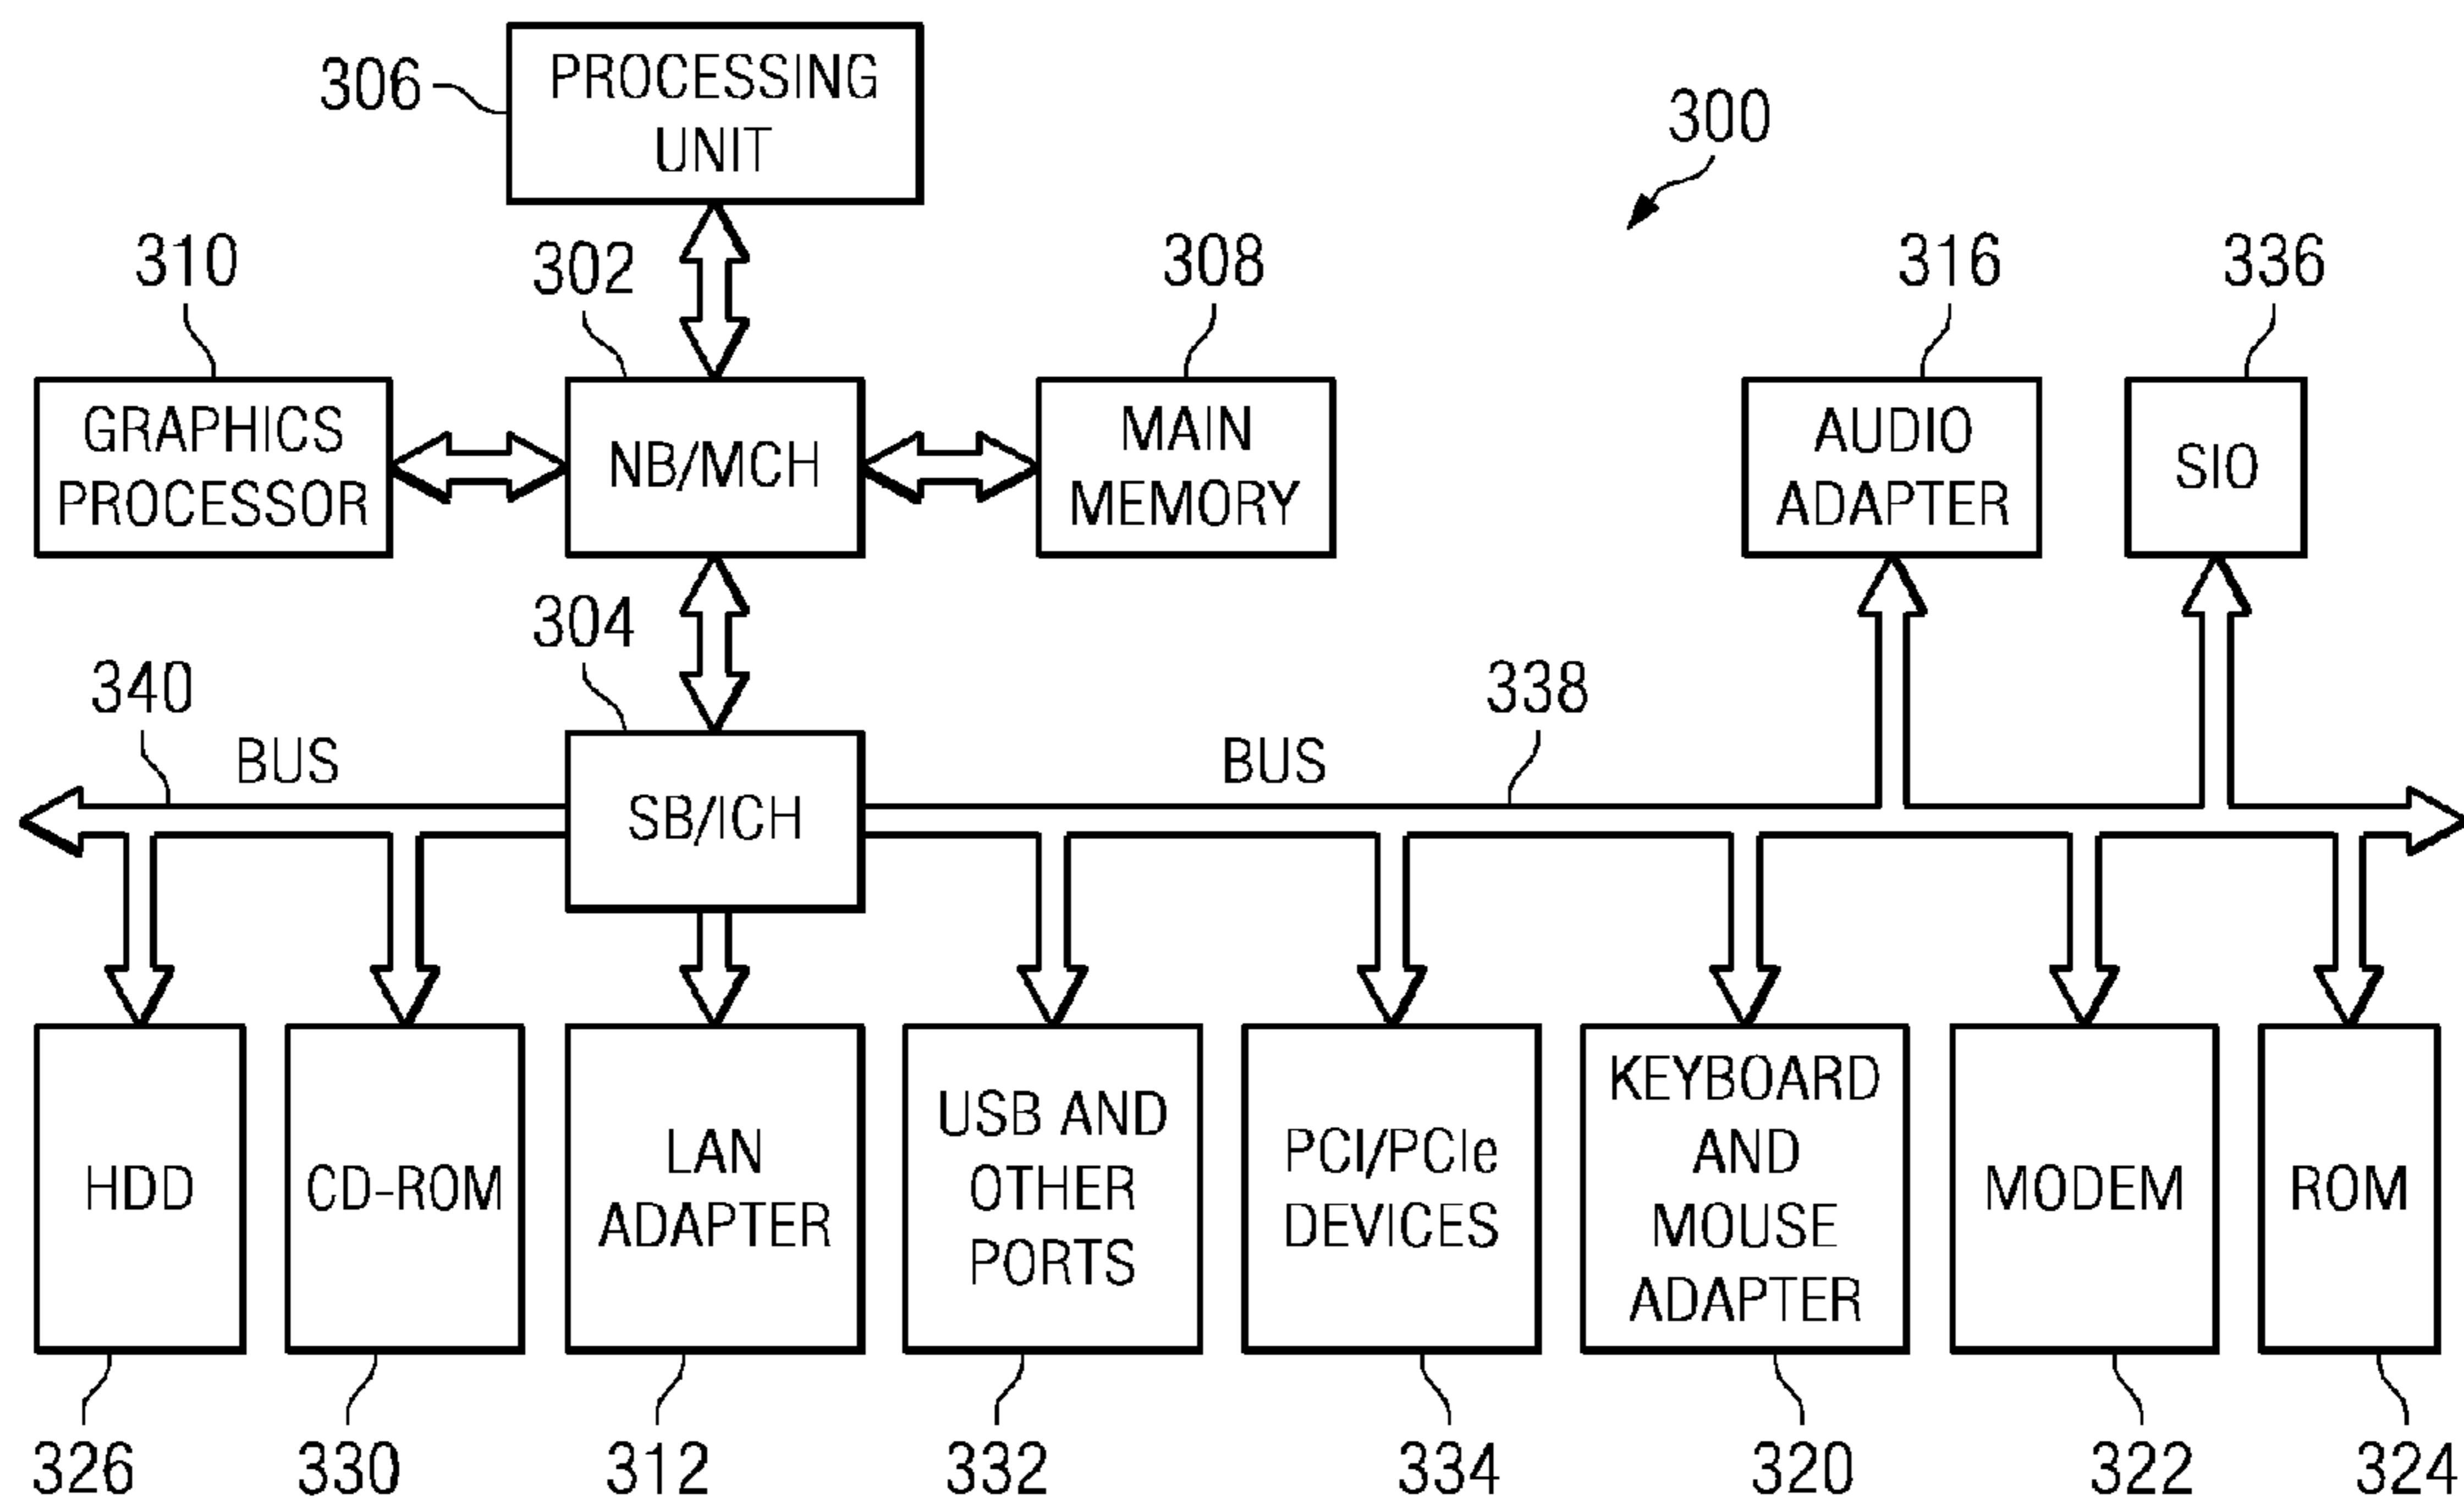 306
PROCESSING
UNIT
300
310
302
308
316
336
GRAPHICS
PROCESSOR
NB/MCH
MAIN
MEMORY
AUDIO
ADAPTER
SIO
304
340
338
BUS
BUS
SB/ICH
HDD
CD-ROM
LAN
ADAPTER
USB AND
OTHER
PORTS
PCI/PCIe
DEVICES
KEYBOARD
AND
MOUSE
ADAPTER
MODEM
ROM
326
330
312
332
334
320
322
324